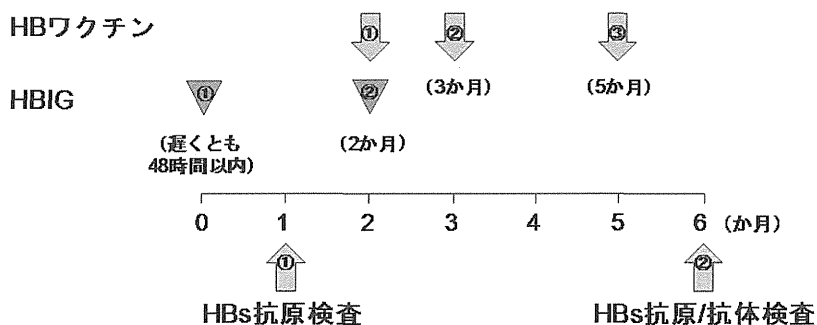 HBワクチン ① ② ③
(3か月) (5か月)
HBIG ① ②
(遅くとも
48時間以内)
(2か月)
0 1 2 3 4 5 6 (か月)
① ②
HBs抗原検査 HBs抗原/抗体検査